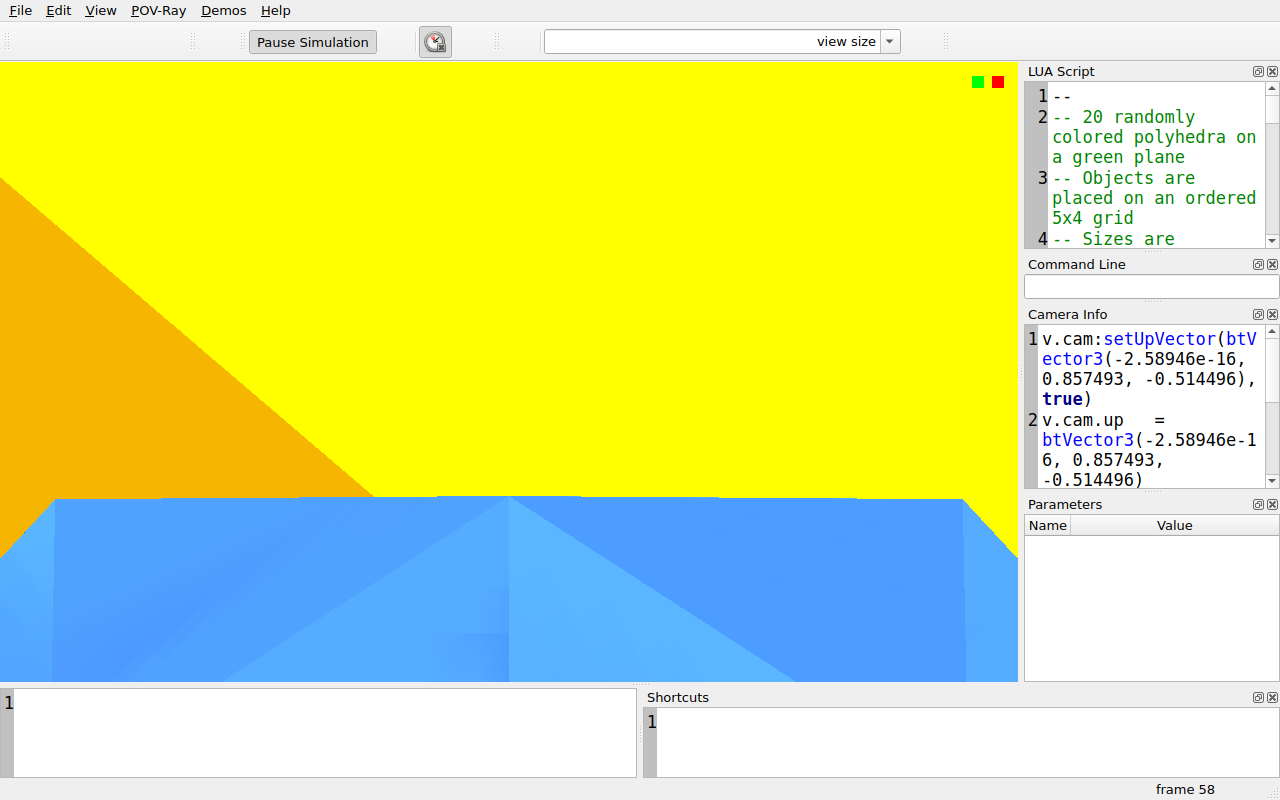 File Edit View POV-Ray Demos Help
Pause Simulation
view size
LUA Script
1 --
2 -- 20 randomly
colored polyhedra on
a green plane
3 -- Objects are
placed on an ordered
5x4 grid
4 -- Sizes are
Command Line
Camera Info
1 v.cam:setUpVector(btV
ector3(-2.58946e-16,
0.857493, -0.514496),
true)
2 v.cam.up   =
btVector3(-2.58946e-1
6, 0.857493,
-0.514496)
Parameters
Name Value
1
Shortcuts
1
frame 58